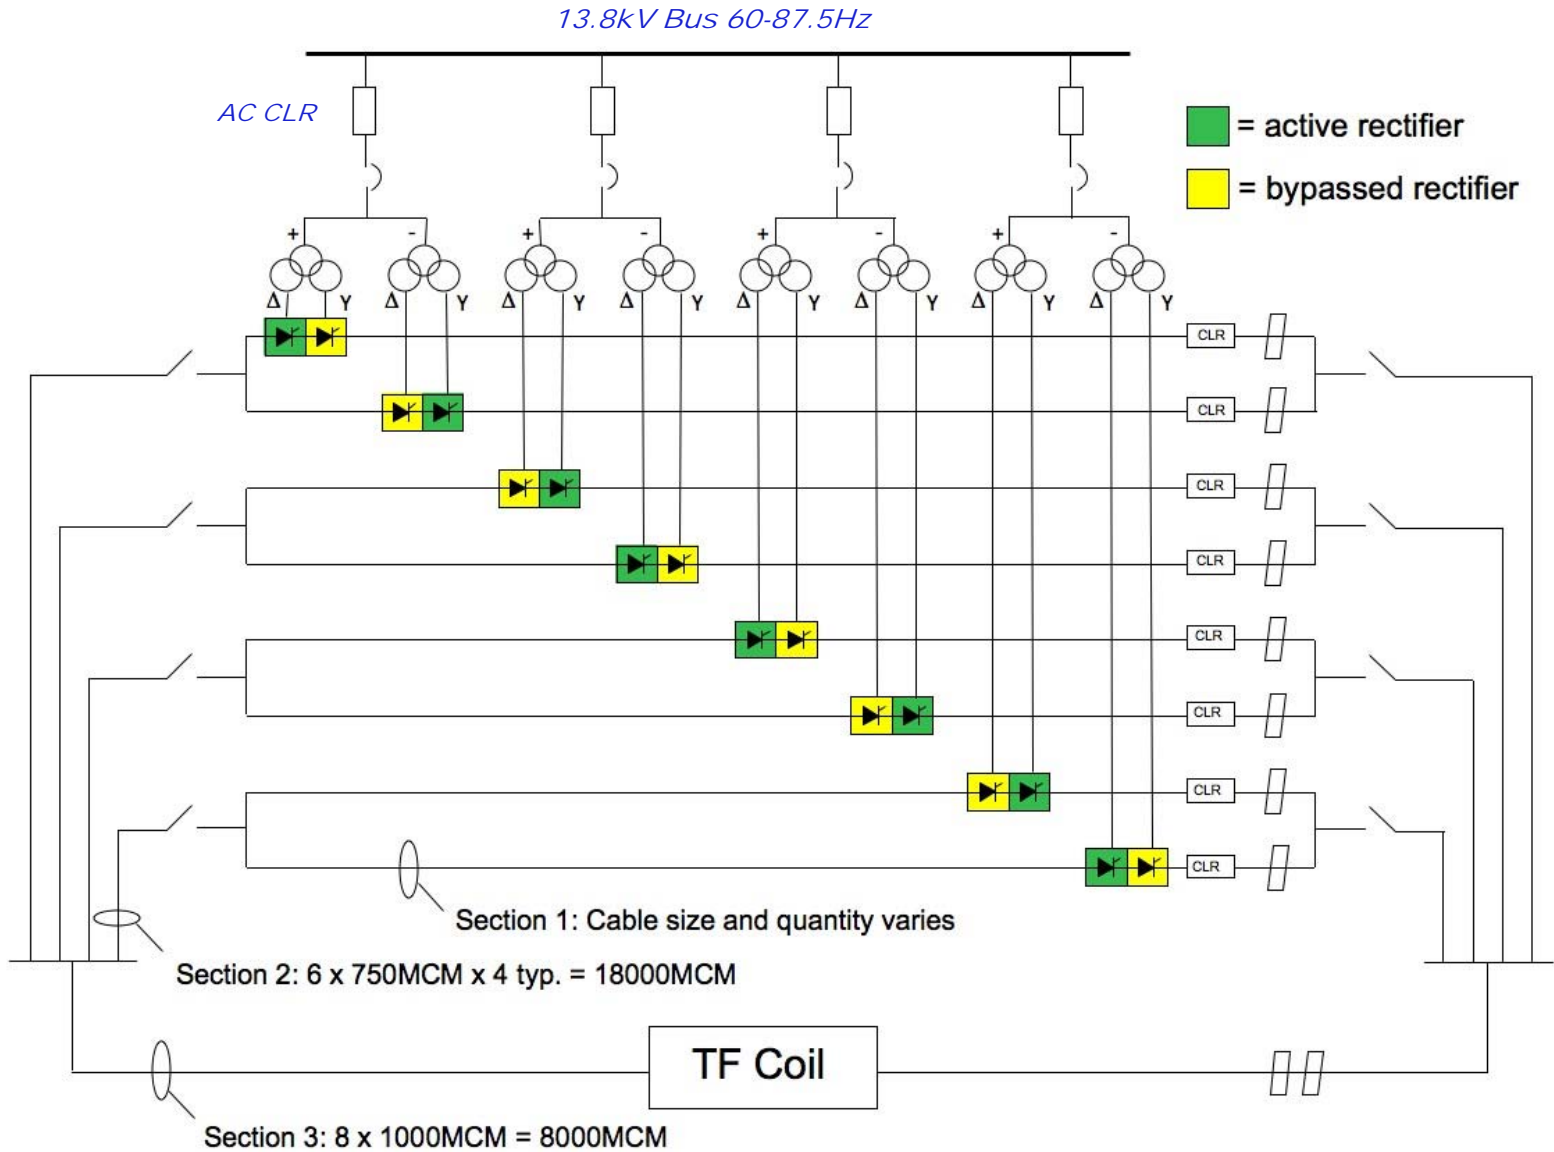 13.8kV Bus 60-87.5Hz
AC CLR
= active rectifier
= bypassed rectifier
+ - + - + - + -
Δ Y Δ Y Δ Y Δ Y Δ Y Δ Y Δ Y Δ Y
CLR
CLR
CLR
CLR
CLR
CLR
CLR
CLR
Section 1: Cable size and quantity varies
Section 2: 6 x 750MCM x 4 typ. = 18000MCM
TF Coil
Section 3: 8 x 1000MCM = 8000MCM